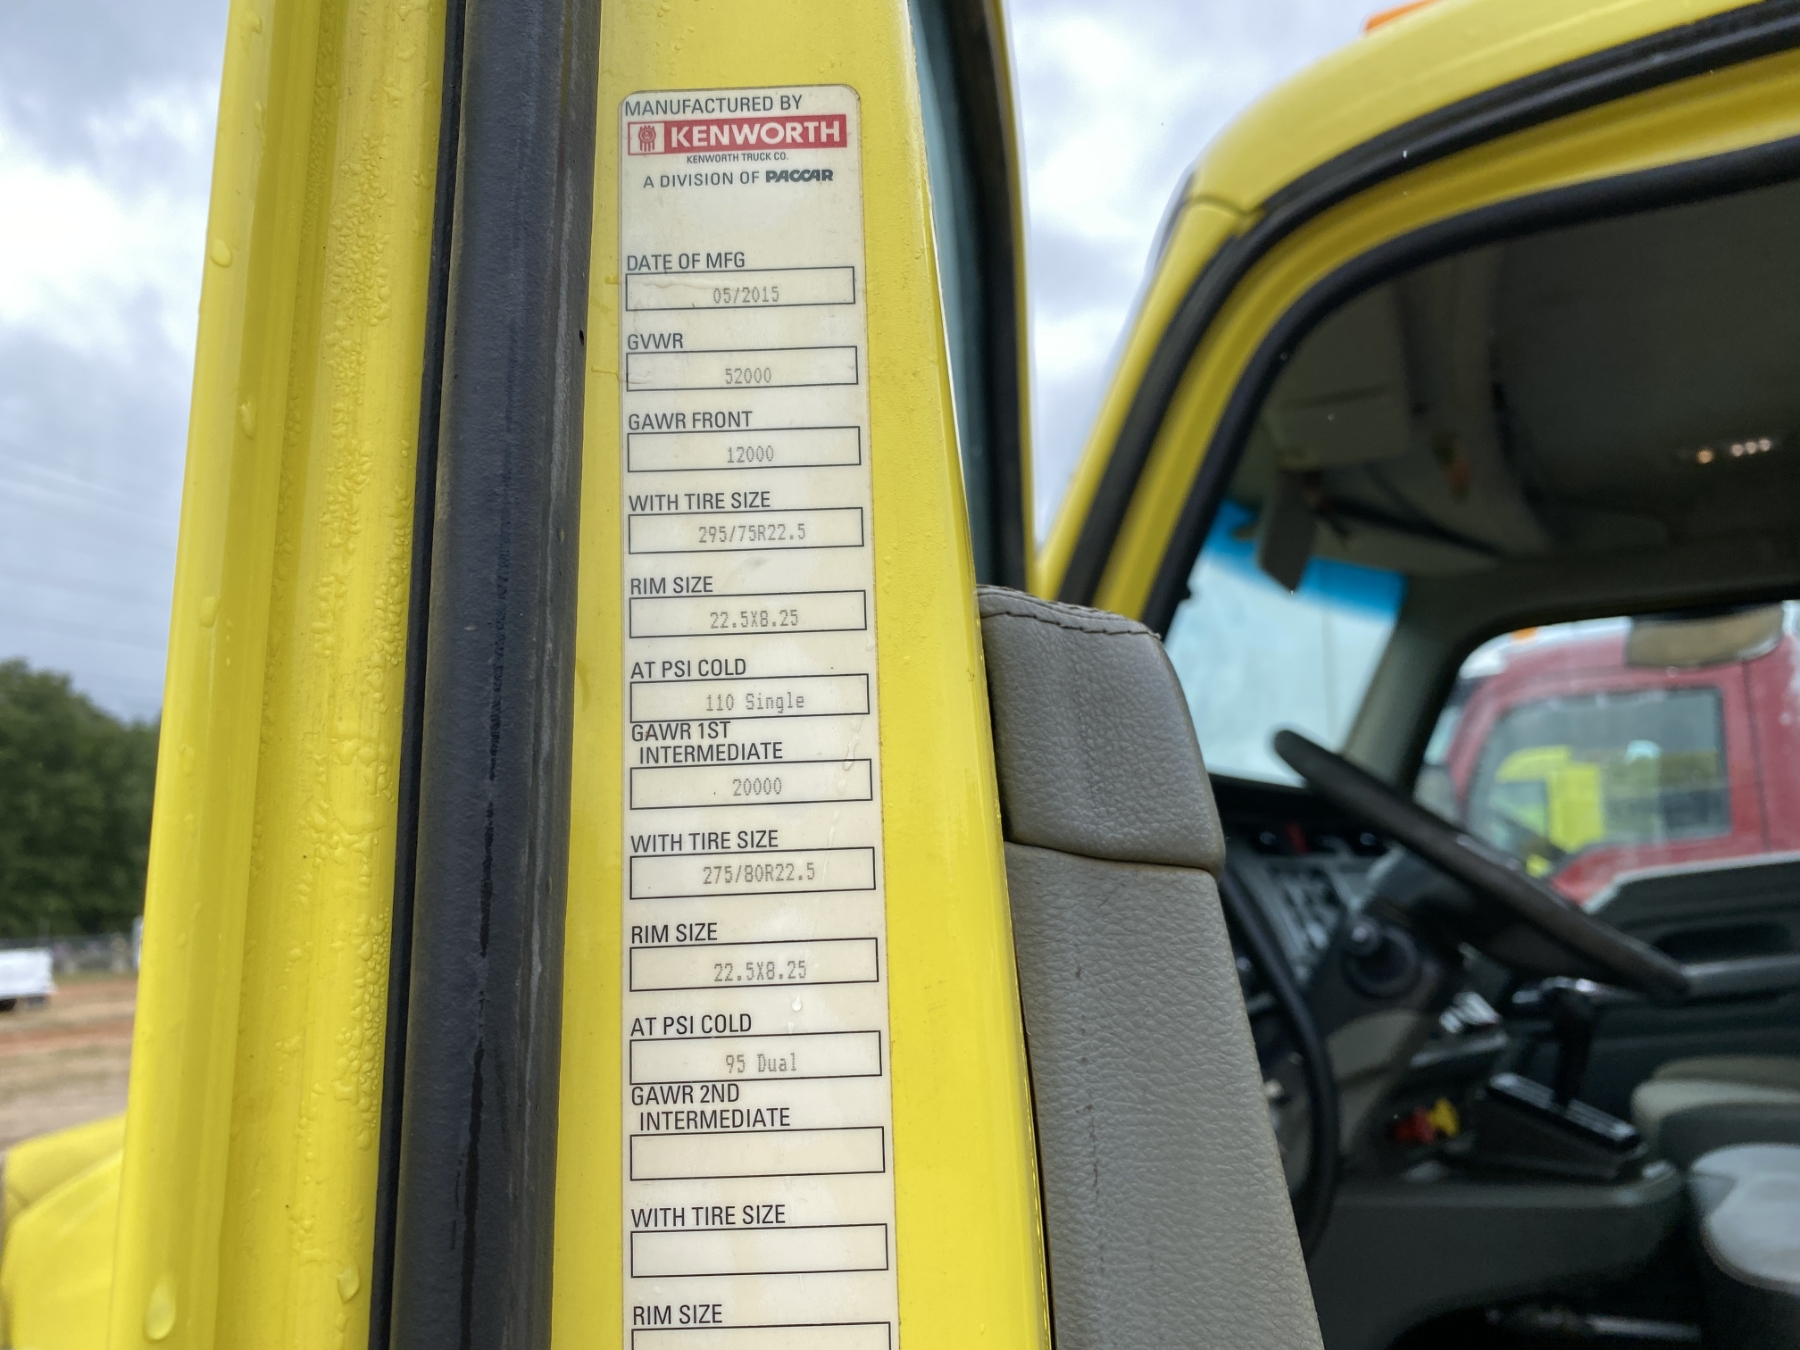 MANUFACTURED BY
KENWORTH
KENWORTH TRUCK CO.
A DIVISION OF PACCAR
DATE OF MFG
05/2015
GVWR
52000
GAWR FRONT
12000
WITH TIRE SIZE
295/75R22.5
RIM SIZE
22.5X8.25
AT PSI COLD
110 Single
GAWR 1ST
INTERMEDIATE
20000
WITH TIRE SIZE
275/80R22.5
RIM SIZE
22.5X8.25
AT PSI COLD
95 Dual
GAWR 2ND
INTERMEDIATE
WITH TIRE SIZE
RIM SIZE